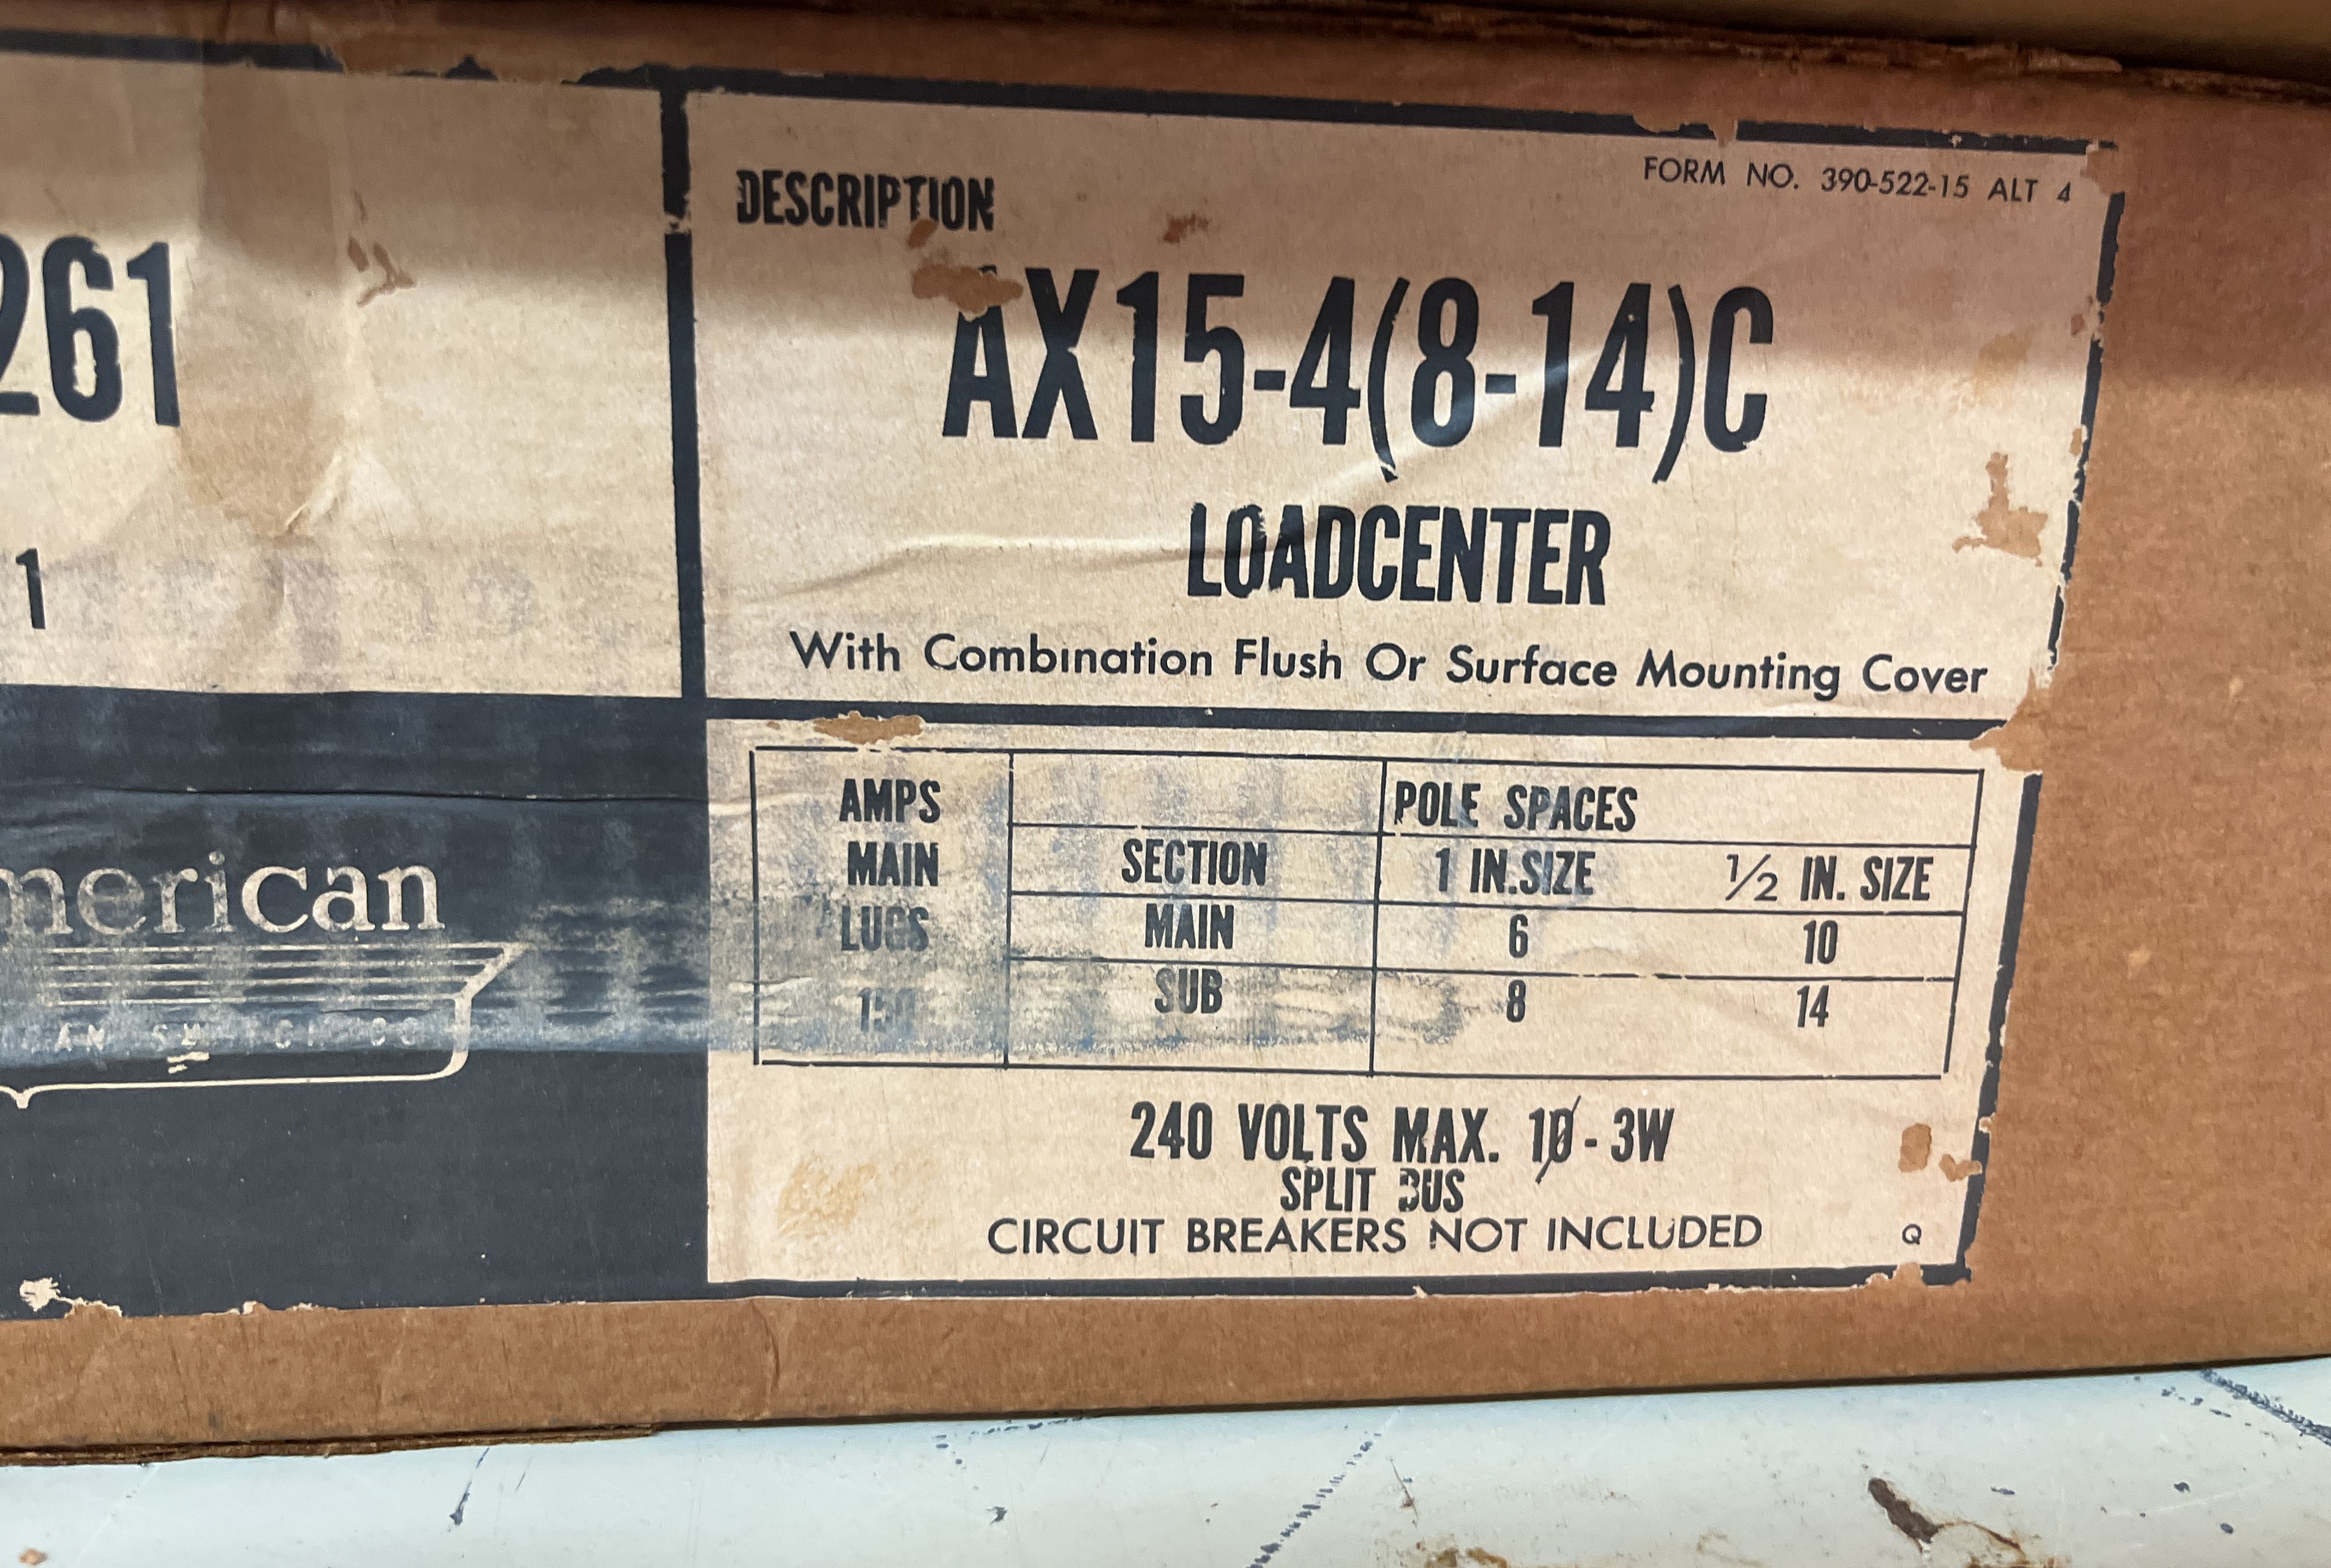 261
1
merican
DESCRIPTION
FORM NO. 390-522-15 ALT 4
AX15-4(8-14)C
LOADCENTER
With Combination Flush Or Surface Mounting Cover
AMPS
MAIN
LUGS
150
POLE SPACES
SECTION 1 IN.SIZE 1/2 IN. SIZE
MAIN 6 10
SUB 8 14
240 VOLTS MAX. 1Ø - 3W
SPLIT BUS
CIRCUIT BREAKERS NOT INCLUDED
Q